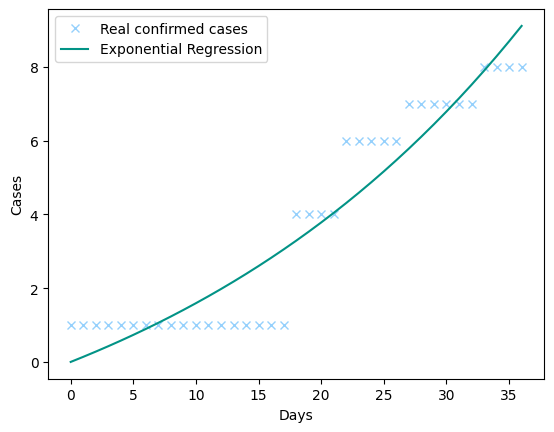 Real confirmed cases
Exponential Regression
Cases
8
6
4
2
0
0 5 10 15 20 25 30 35
Days